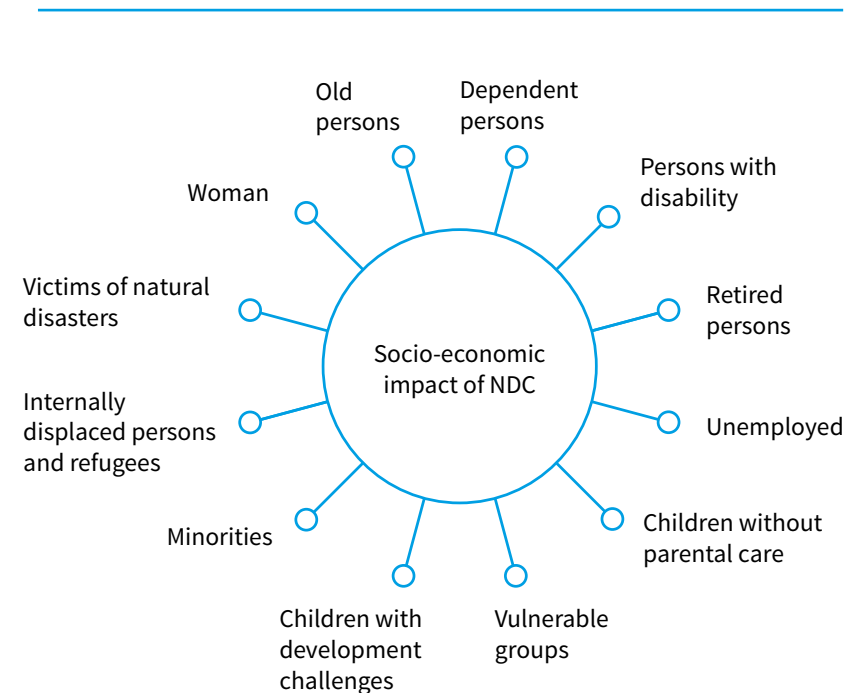 Old
persons
Dependent
persons
Persons with
disability
Woman
Victims of natural
disasters
Retired
persons
Socio-economic
impact of NDC
Internally
displaced persons
and refugees
Unemployed
Minorities
Children without
parental care
Children with
development
challenges
Vulnerable
groups